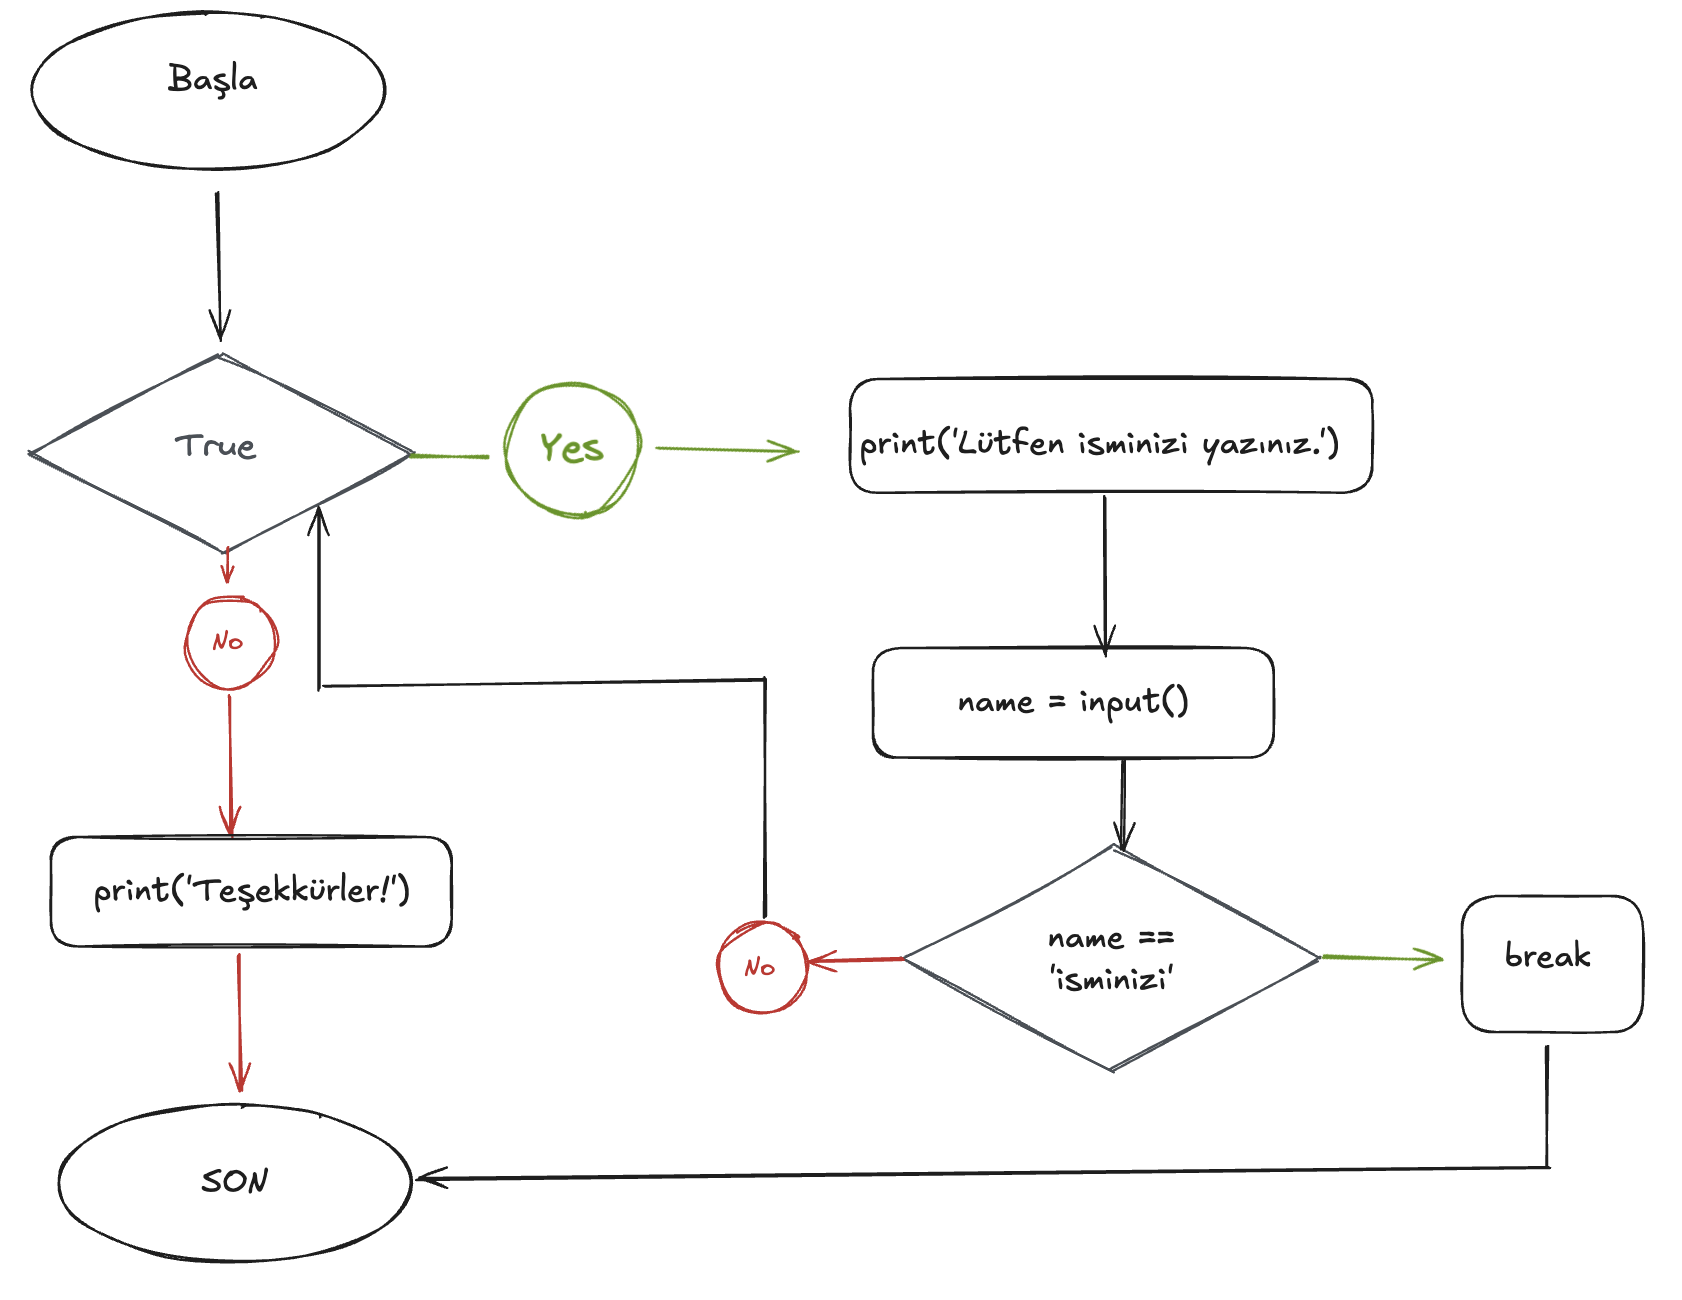 Başla
True
Yes
print('Lütfen isminizi yazınız.')
No
name = input()
print('Teşekkürler!')
No
name ==
'isminizi'
break
SON